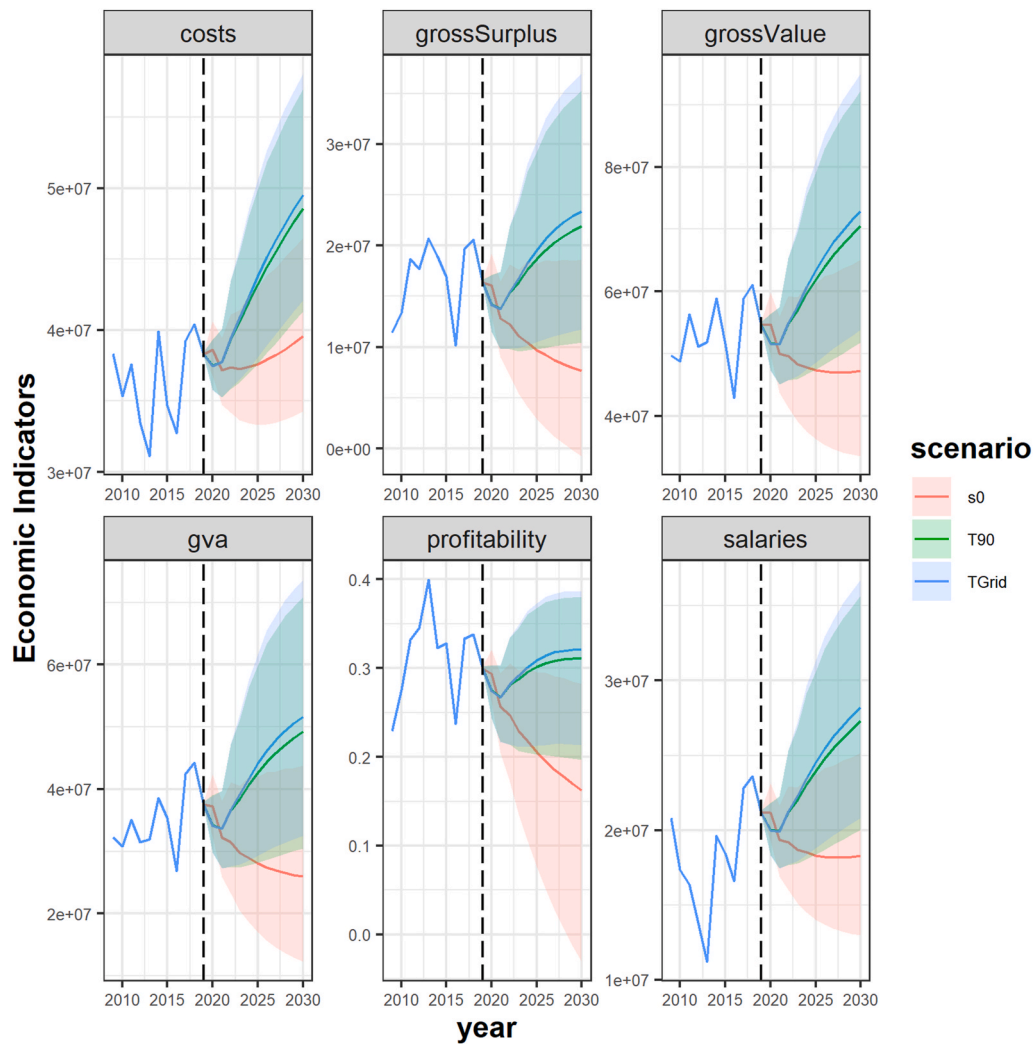 costs grossSurplus grossValue
5e+07
4e+07
3e+07
3e+07
2e+07
1e+07
0e+00
8e+07
6e+07
4e+07
2010 2015 2020 2025 2030 2010 2015 2020 2025 2030 2010 2015 2020 2025 2030
gva profitability salaries
6e+07
4e+07
2e+07
0.4
0.3
0.2
0.1
0.0
3e+07
2e+07
1e+07
2010 2015 2020 2025 2030 2010 2015 2020 2025 2030 2010 2015 2020 2025 2030
year
Economic Indicators
scenario
s0
T90
TGrid